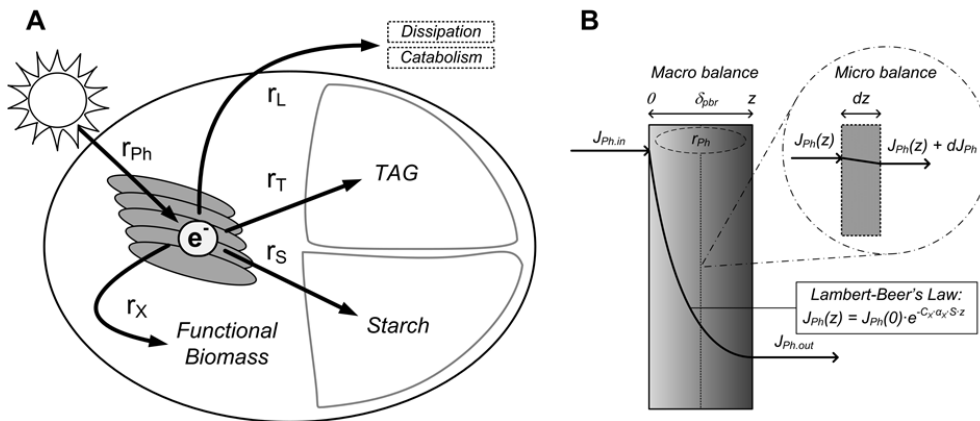 A
Dissipation
Catabolism
r_L
r_Ph
r_T
TAG
e⁻
r_S
Starch
r_X
Functional
Biomass
B
Macro balance
Micro balance
0
δ_pbr
z
dz
J_Ph.in
r_Ph
J_Ph(z)
J_Ph(z) + dJ_Ph
Lambert-Beer's Law:
J_Ph(z) = J_Ph(0)·e^-C_X·α_X·S·z
J_Ph.out